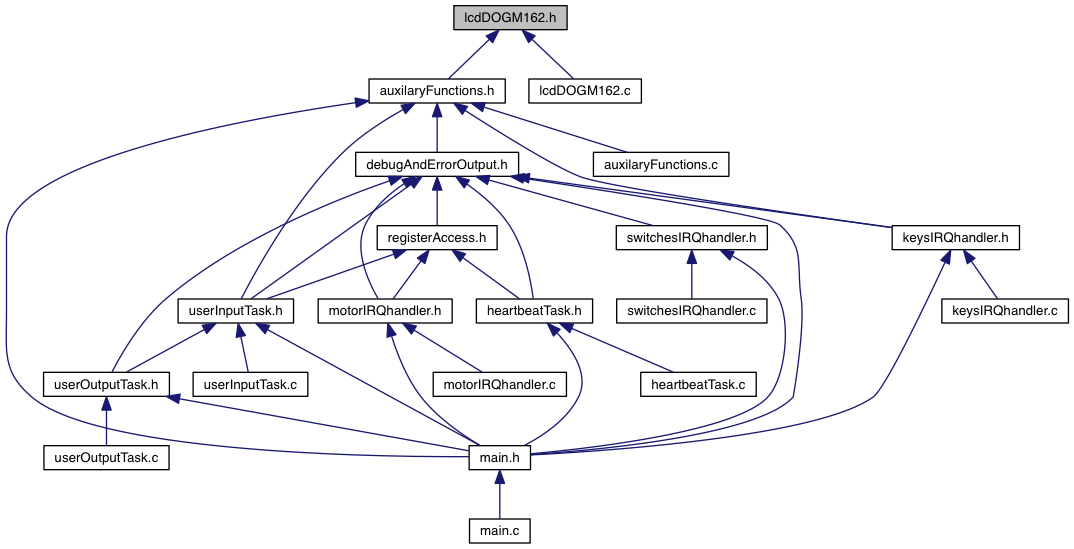 lcdDOGM162.h
auxilaryFunctions.h
lcdDOGM162.c
debugAndErrorOutput.h
auxilaryFunctions.c
registerAccess.h
switchesIRQhandler.h
keysIRQhandler.h
userInputTask.h
motorIRQhandler.h
heartbeatTask.h
switchesIRQhandler.c
keysIRQhandler.c
userOutputTask.h
userInputTask.c
motorIRQhandler.c
heartbeatTask.c
userOutputTask.c
main.h
main.c